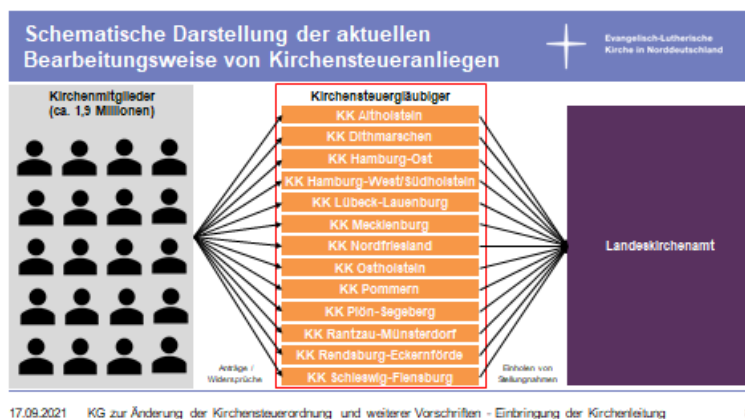 Schematische Darstellung der aktuellen
Bearbeitungsweise von Kirchensteueranliegen
Evangelisch-Lutherische
Kirche in Norddeutschland
Kirchenmitglieder
(ca. 1,9 Millionen)
Kirchensteuergläubiger
KK Altholstein
KK Dithmarschen
KK Hamburg-Ost
KK Hamburg-West/Südholstein
KK Lübeck-Lauenburg
KK Mecklenburg
KK Nordfriesland
KK Ostholstein
KK Pommern
KK Plön-Segeberg
KK Rantzau-Münsterdorf
KK Rendsburg-Eckernförde
KK Schleswig-Flensburg
Anträge /
Widersprüche
Einholen von
Stellungnahmen
Landeskirchenamt
17.09.2021 KG zur Änderung der Kirchensteuerordnung und weiterer Vorschriften - Einbringung der Kirchenleitung